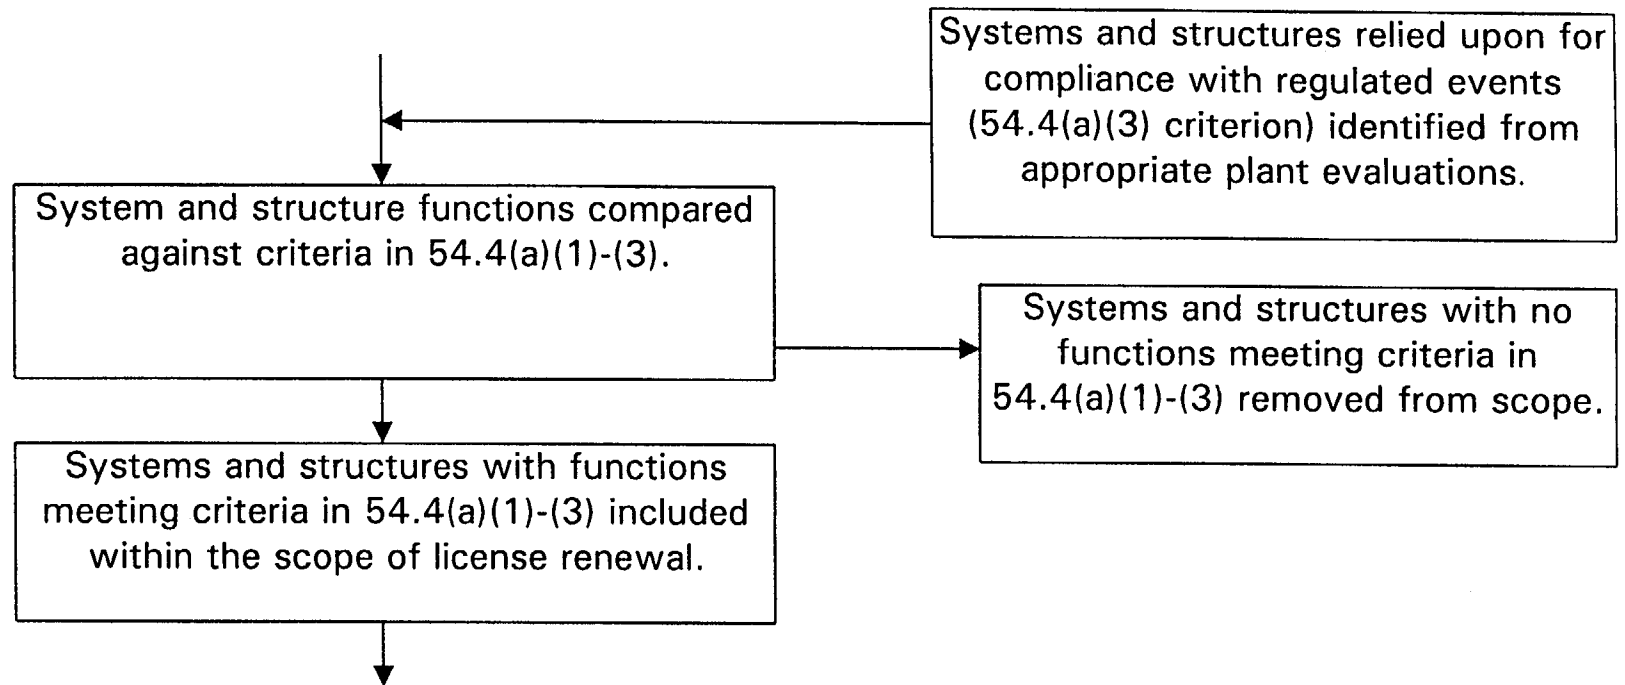 Systems and structures relied upon for
compliance with regulated events
(54.4(a)(3) criterion) identified from
appropriate plant evaluations.
System and structure functions compared
against criteria in 54.4(a)(1)-(3).
Systems and structures with no
functions meeting criteria in
54.4(a)(1)-(3) removed from scope.
Systems and structures with functions
meeting criteria in 54.4(a)(1)-(3) included
within the scope of license renewal.